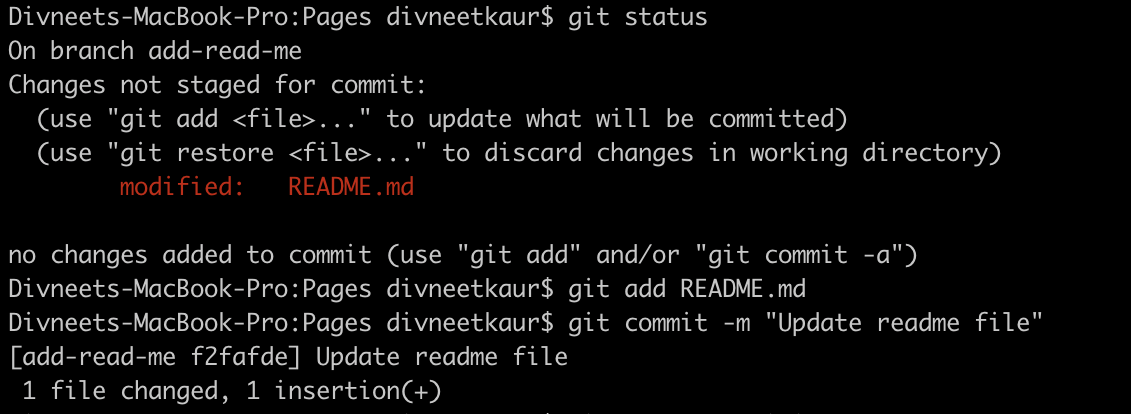 Divneets-MacBook-Pro:Pages divneetkaur$ git status
On branch add-read-me
Changes not staged for commit:
  (use "git add <file>..." to update what will be committed)
  (use "git restore <file>..." to discard changes in working directory)
        modified:   README.md

no changes added to commit (use "git add" and/or "git commit -a")
Divneets-MacBook-Pro:Pages divneetkaur$ git add README.md
Divneets-MacBook-Pro:Pages divneetkaur$ git commit -m "Update readme file"
[add-read-me f2fafde] Update readme file
 1 file changed, 1 insertion(+)